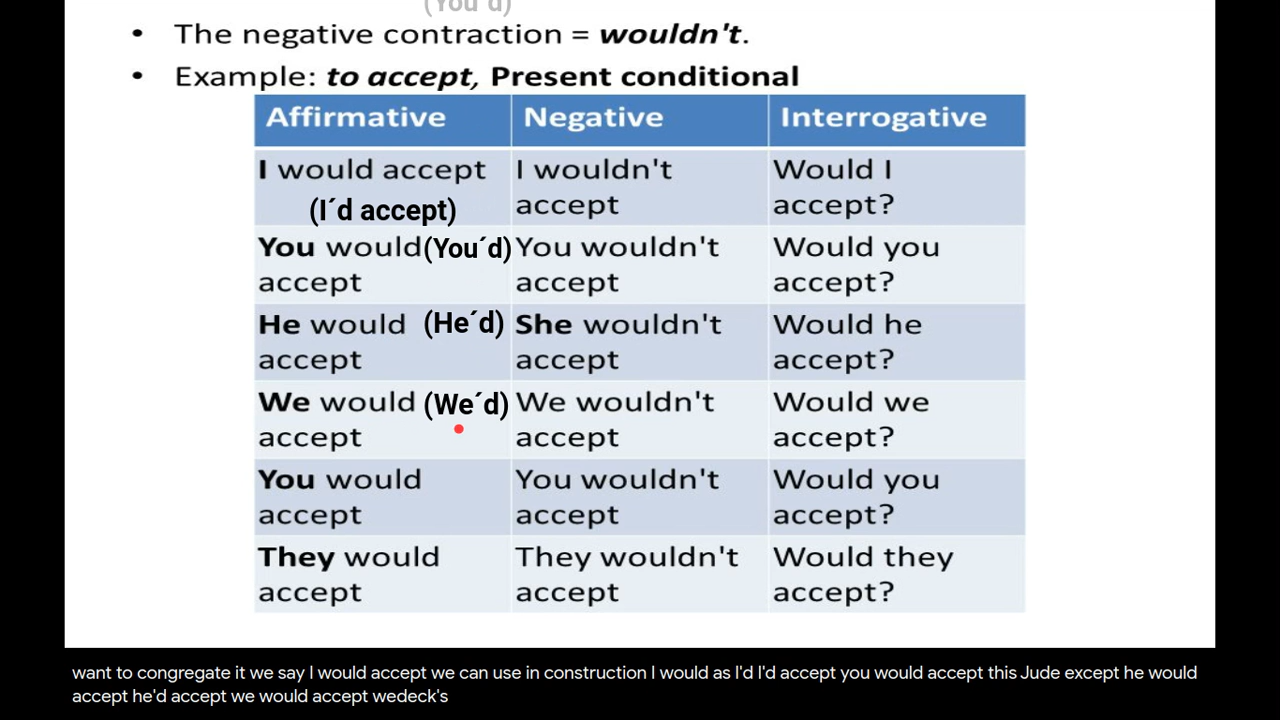 (You´d)
• The negative contraction = wouldn't.
• Example: to accept, Present conditional
Affirmative Negative Interrogative
I would accept I wouldn't Would I
(I´d accept) accept accept?
You would (You´d) You wouldn't Would you
accept accept accept?
He would (He´d) She wouldn't Would he
accept accept accept?
We would (We´d) We wouldn't Would we
accept accept accept?
You would You wouldn't Would you
accept accept accept?
They would They wouldn't Would they
accept accept accept?
want to congregate it we say I would accept we can use in construction I would as I'd I'd accept you would accept this Jude except he would
accept he'd accept we would accept wedeck's